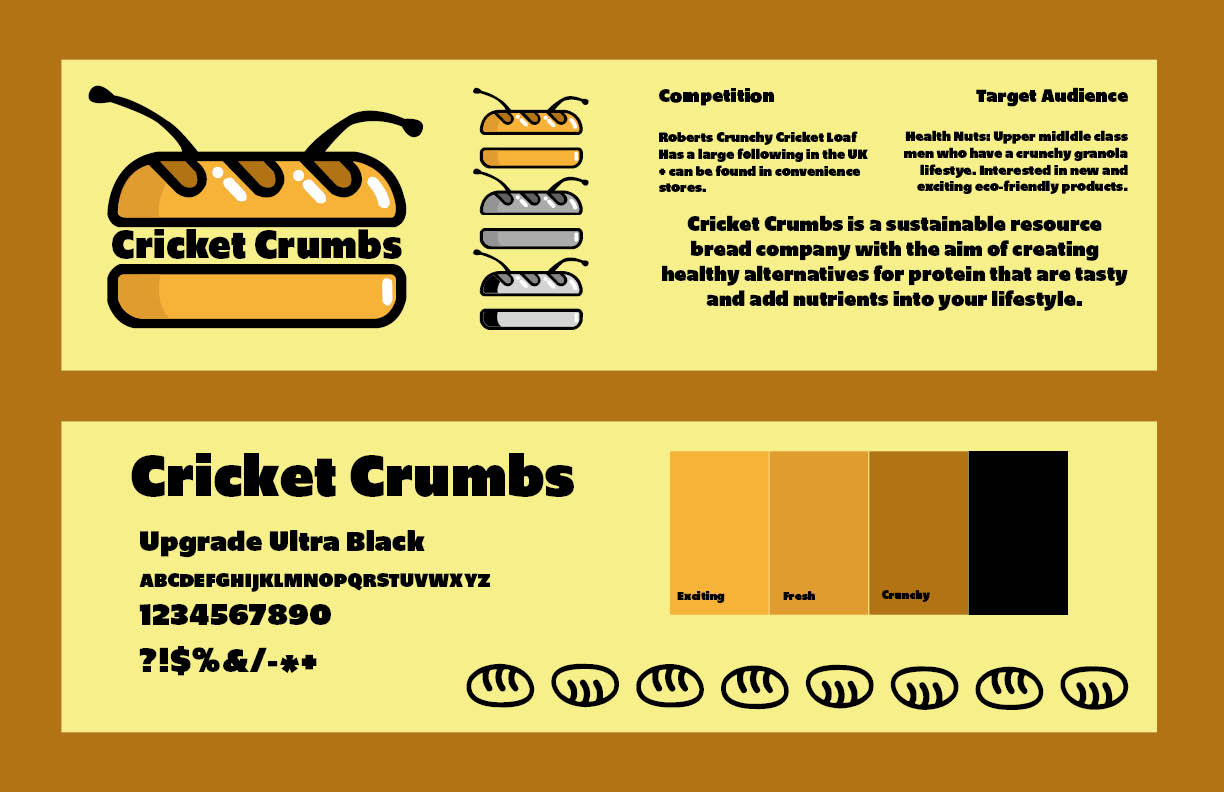 Cricket Crumbs
Competition
Roberts Crunchy Cricket Loaf
Has a large following in the UK
+ can be found in convenience
stores.
Target Audience
Health Nuts: Upper midldle class
men who have a crunchy granola
lifestye. Interested in new and
exciting eco-friendly products.
Cricket Crumbs is a sustainable resource
bread company with the aim of creating
healthy alternatives for protein that are tasty
and add nutrients into your lifestyle.
Cricket Crumbs
Upgrade Ultra Black
ABCDEFGHIJKLMNOPQRSTUVWXYZ
1234567890
?!$%&/-*+
Exciting
Fresh
Crunchy